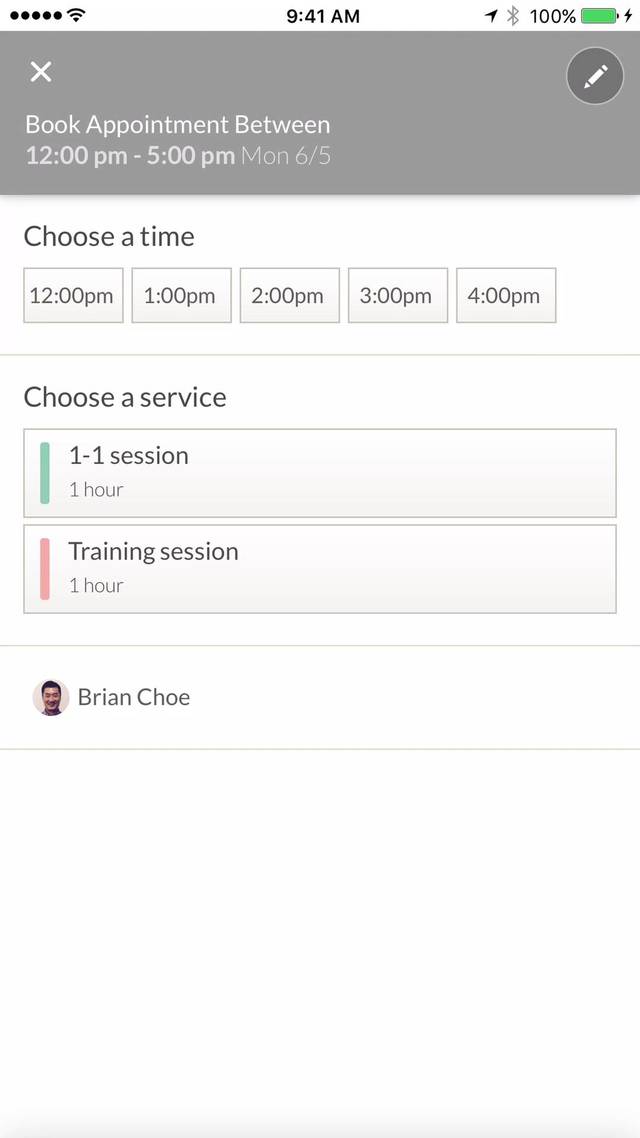 9:41 AM
100%
Book Appointment Between
12:00 pm - 5:00 pm Mon 6/5
Choose a time
12:00pm 1:00pm 2:00pm 3:00pm 4:00pm
Choose a service
1-1 session
1 hour
Training session
1 hour
Brian Choe